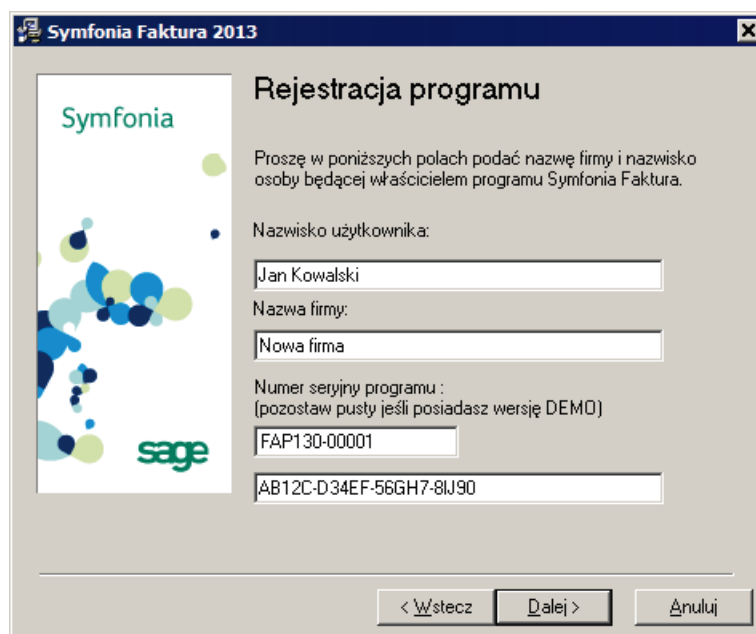 Symfonia Faktura 2013
Symfonia
sage
Rejestracja programu
Proszę w poniższych polach podać nazwę firmy i nazwisko
osoby będącej właścicielem programu Symfonia Faktura.
Nazwisko użytkownika:
Jan Kowalski
Nazwa firmy:
Nowa firma
Numer seryjny programu :
(pozostaw pusty jeśli posiadasz wersję DEMO)
FAP130-00001
AB12C-D34EF-56GH7-8IJ90
< Wstecz
Dalej >
Anuluj